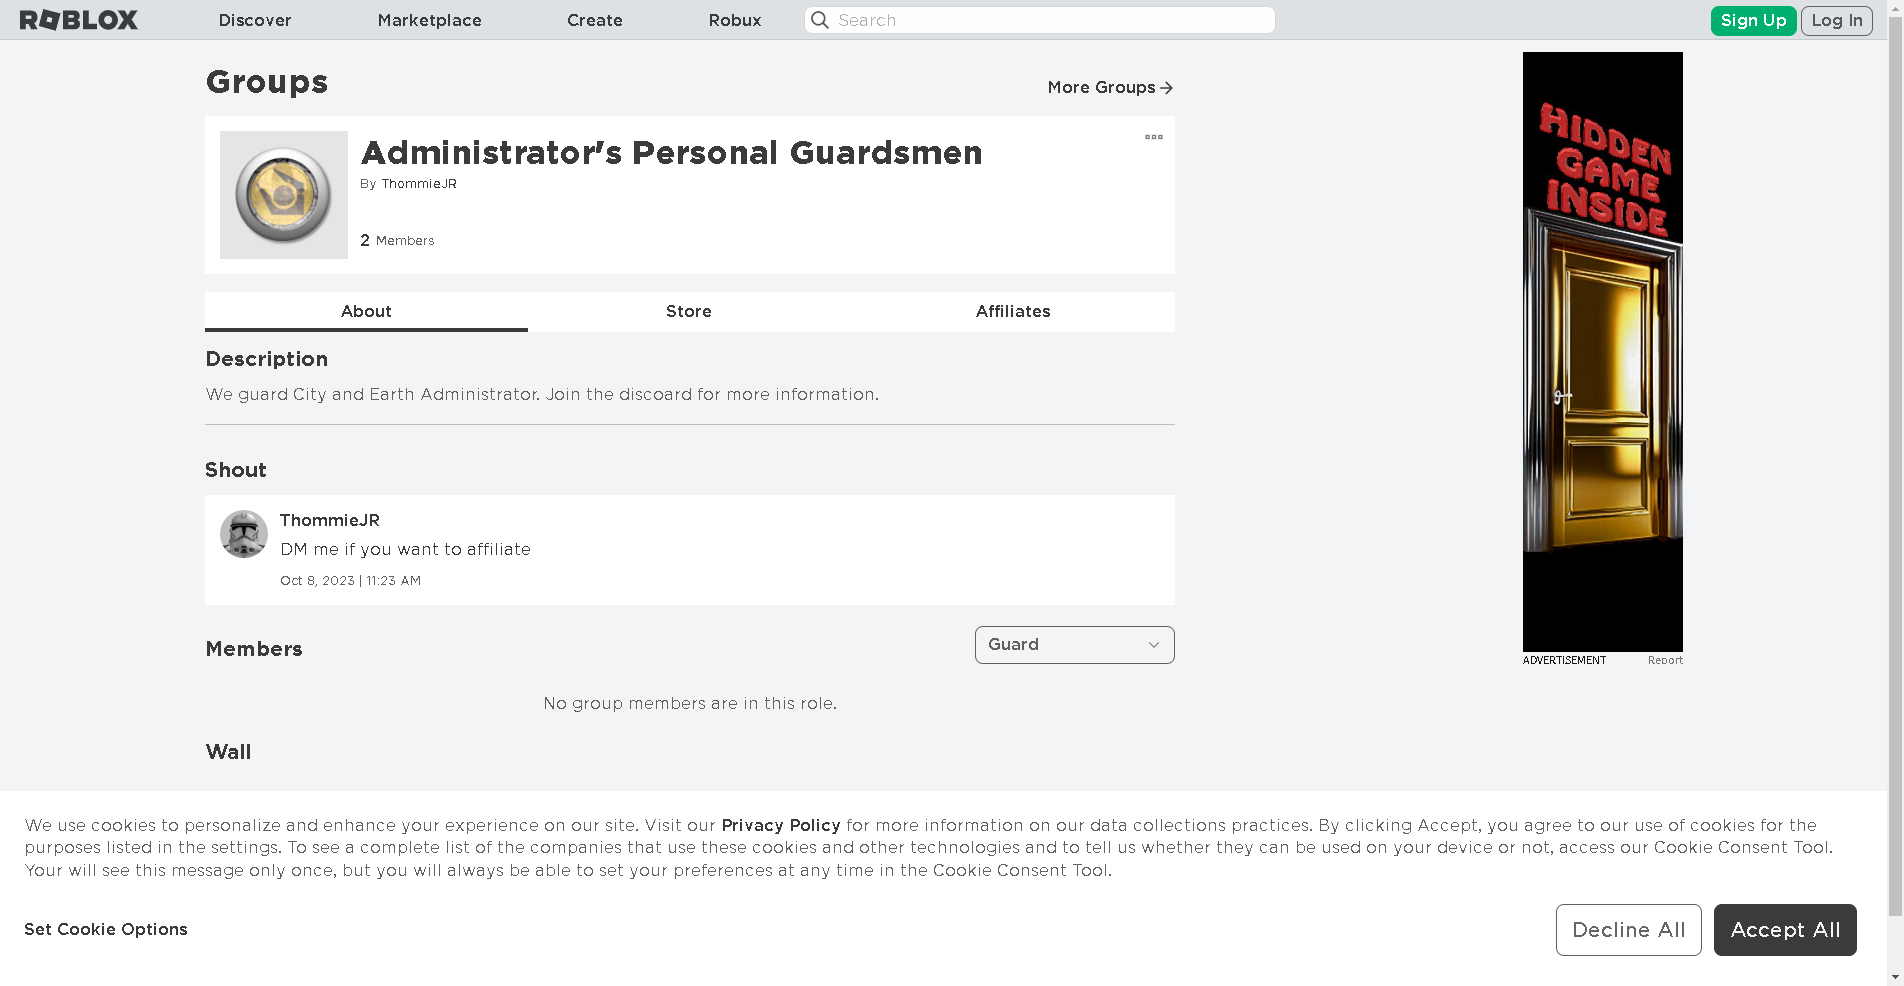 ROBLOX Discover Marketplace Create Robux Search Sign Up Log In
Groups
More Groups
Administrator's Personal Guardsmen
By ThommieJR
2 Members
About Store Affiliates
Description
We guard City and Earth Administrator. Join the discoard for more information.
Shout
ThommieJR
DM me if you want to affiliate
Oct 8, 2023 | 11:23 AM
Members
Guard
No group members are in this role.
Wall
HIDDEN
GAME
INSIDE
ADVERTISEMENT Report
We use cookies to personalize and enhance your experience on our site. Visit our Privacy Policy for more information on our data collections practices. By clicking Accept, you agree to our use of cookies for the
purposes listed in the settings. To see a complete list of the companies that use these cookies and other technologies and to tell us whether they can be used on your device or not, access our Cookie Consent Tool.
Your will see this message only once, but you will always be able to set your preferences at any time in the Cookie Consent Tool.
Set Cookie Options
Decline All Accept All